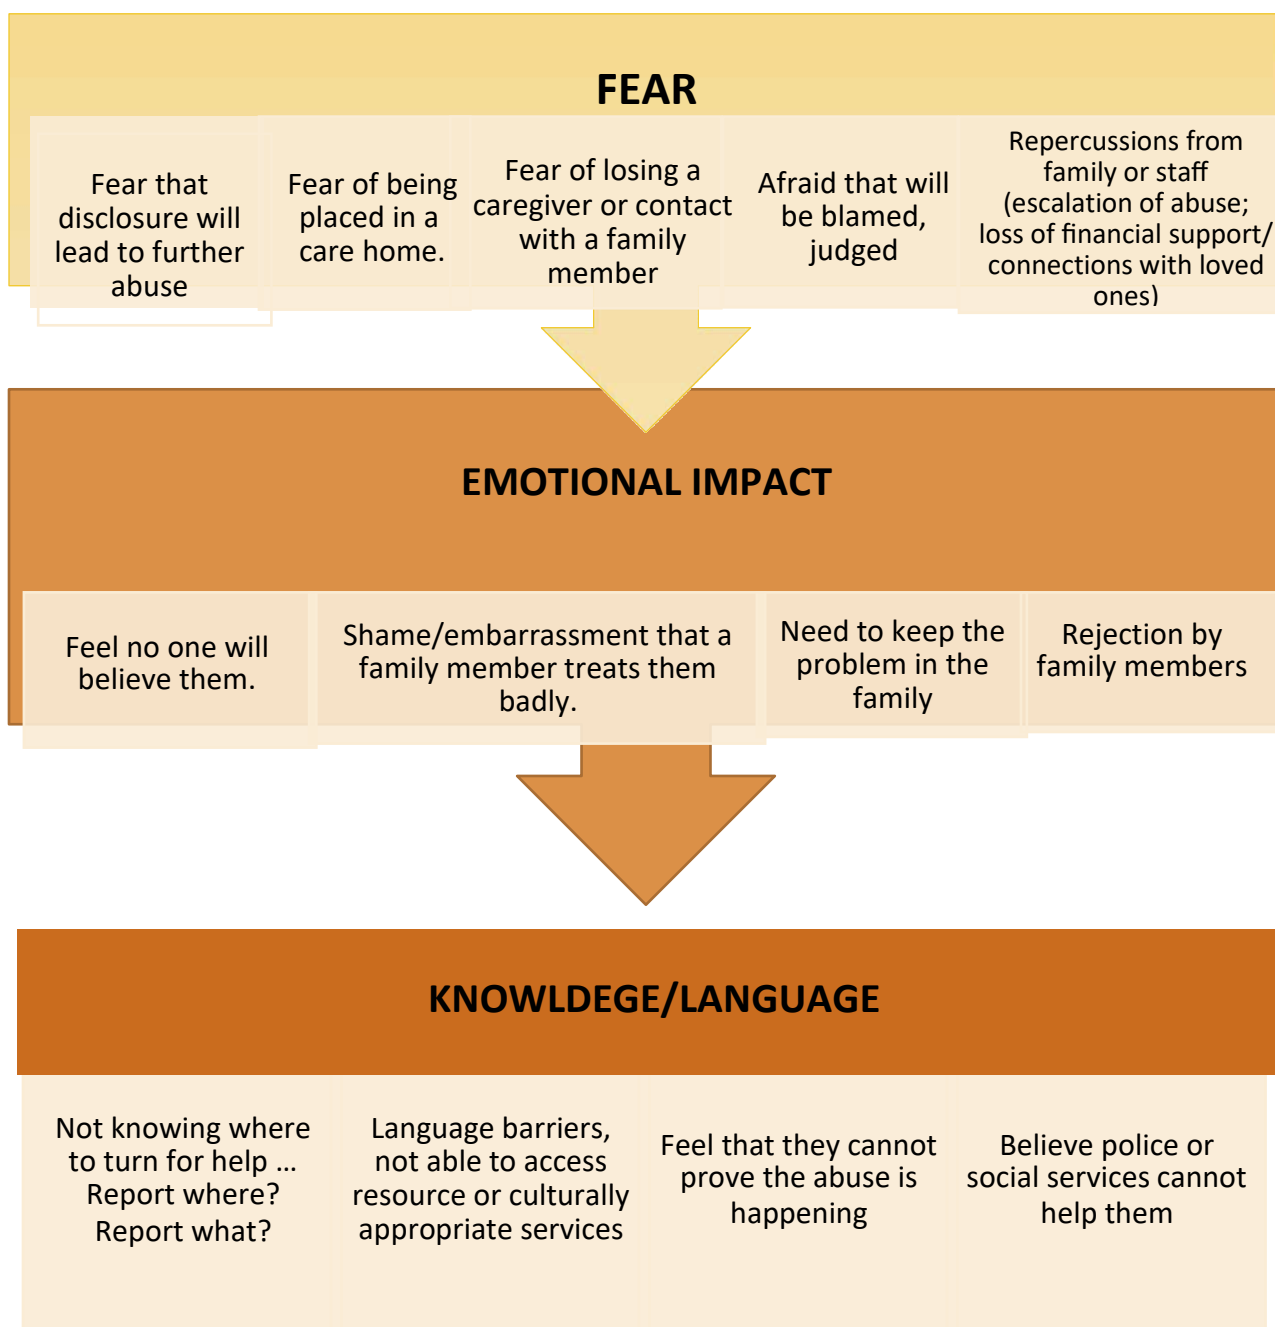 FEAR
Fear that
disclosure will
lead to further
abuse
Fear of being
placed in a
care home.
Fear of losing a
caregiver or contact
with a family
member
Afraid that will
be blamed,
judged
Repercussions from
family or staff
(escalation of abuse;
loss of financial support/
connections with loved
ones)
EMOTIONAL IMPACT
Feel no one will
believe them.
Shame/embarrassment that a
family member treats them
badly.
Need to keep the
problem in the
family
Rejection by
family members
KNOWLDEGE/LANGUAGE
Not knowing where
to turn for help ...
Report where?
Report what?
Language barriers,
not able to access
resource or culturally
appropriate services
Feel that they cannot
prove the abuse is
happening
Believe police or
social services cannot
help them